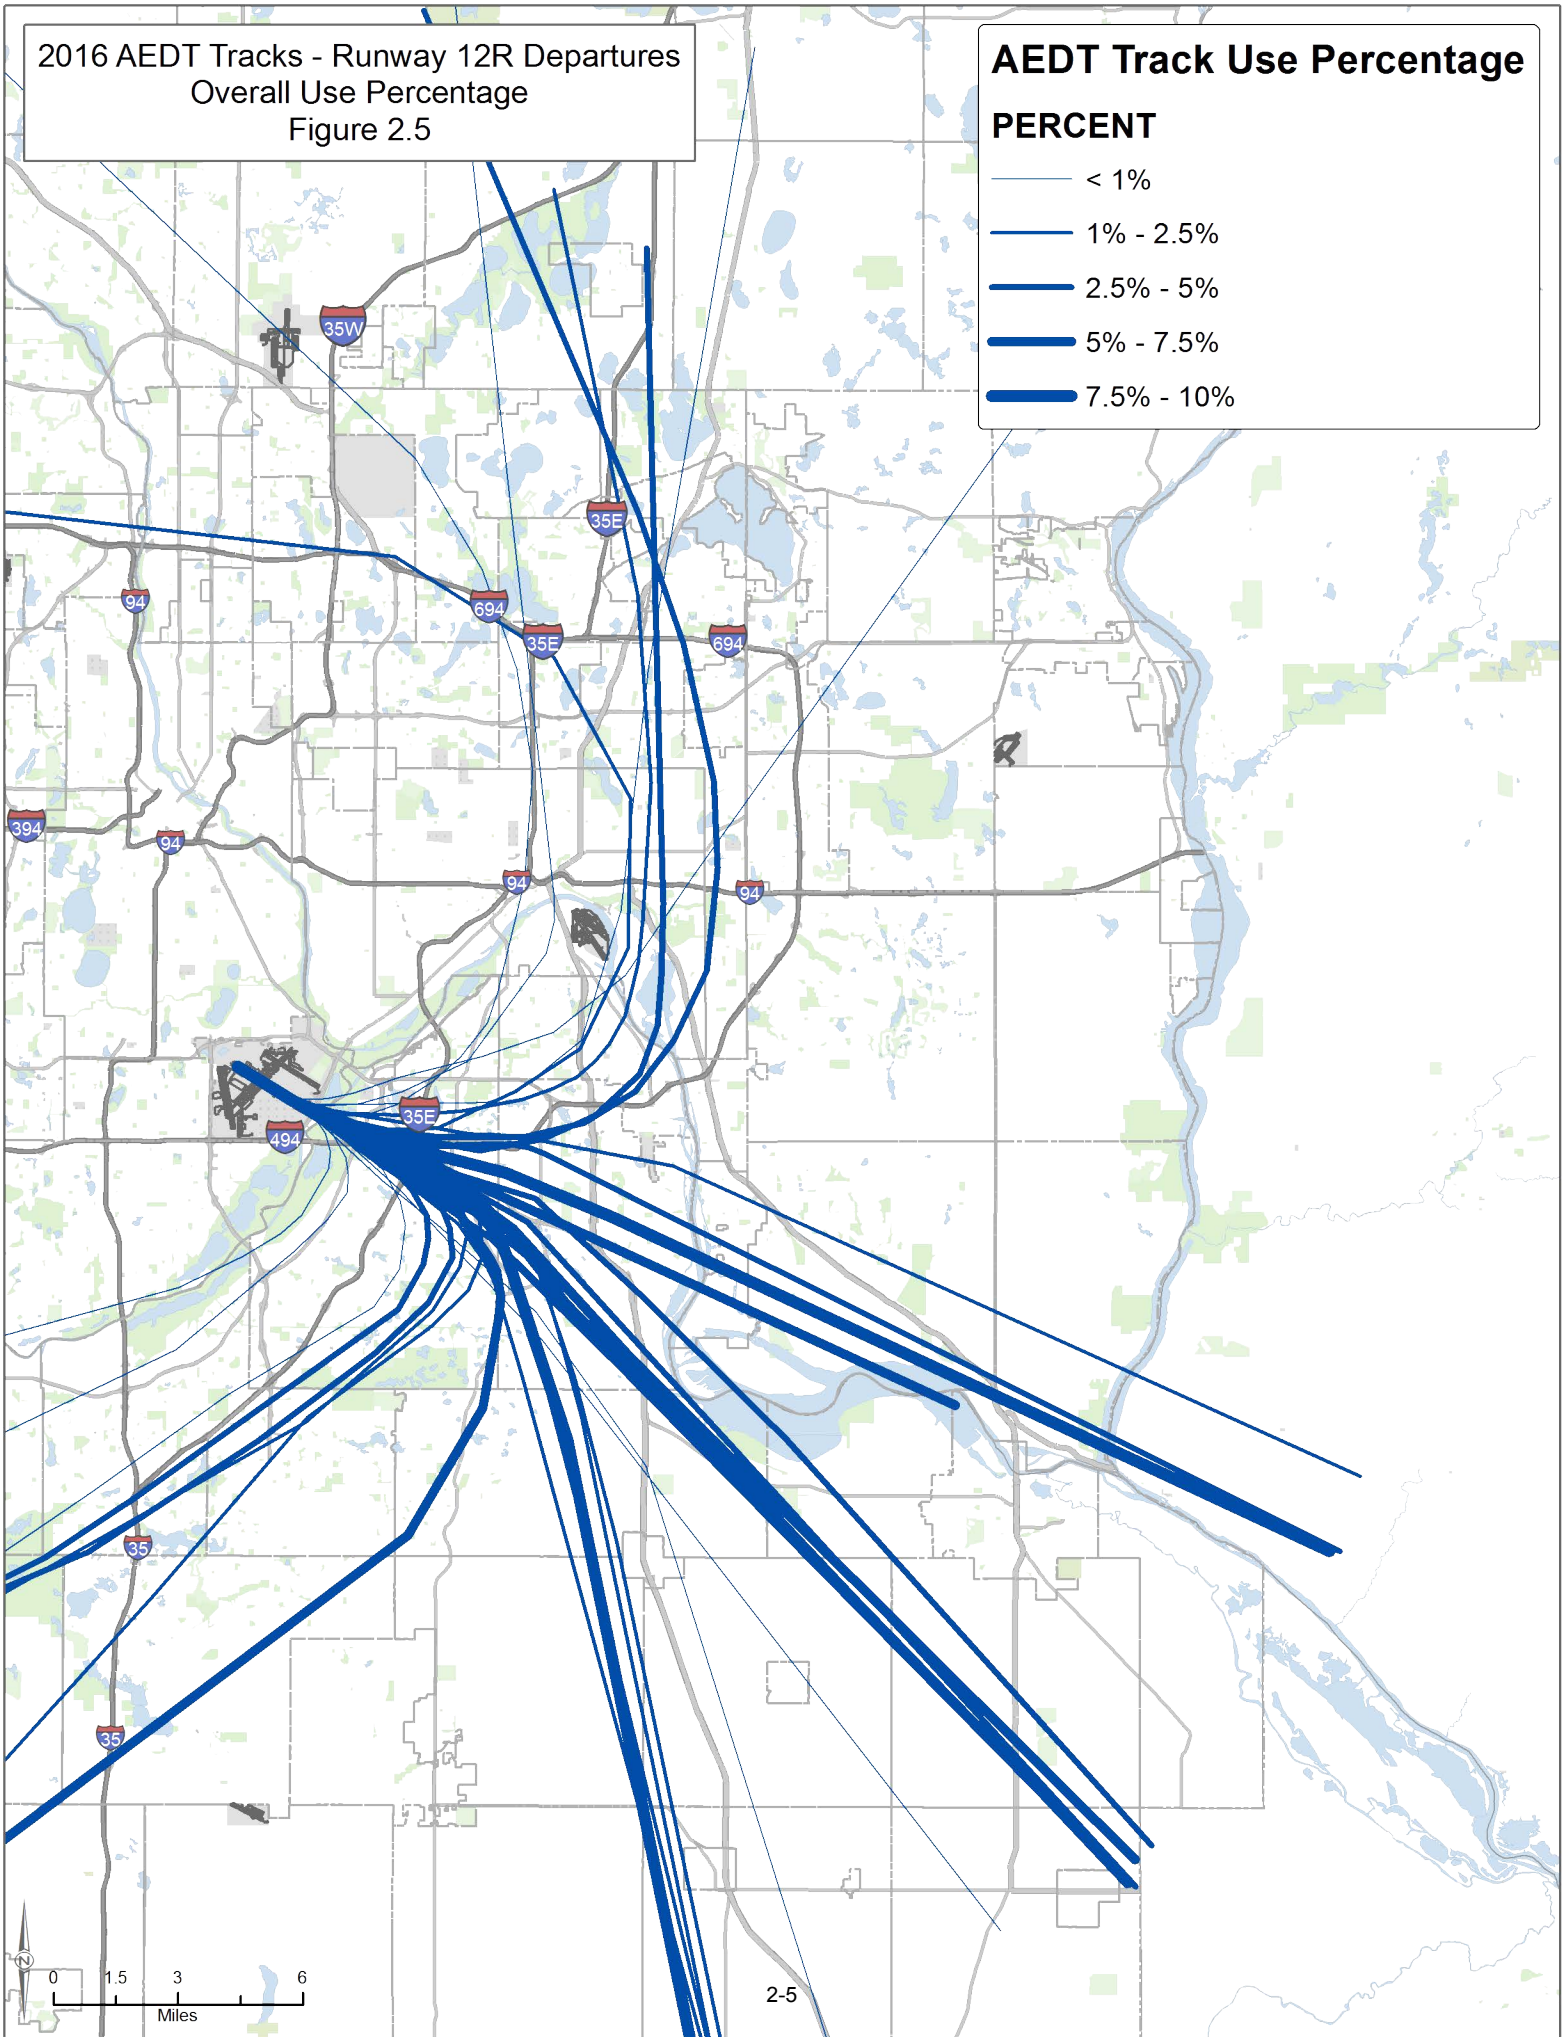 2016 AEDT Tracks - Runway 12R Departures
Overall Use Percentage
Figure 2.5
AEDT Track Use Percentage
PERCENT
< 1%
1% - 2.5%
2.5% - 5%
5% - 7.5%
7.5% - 10%
35W
35E
94
694
35E
694
394
94
94
94
35E
494
35
35
N
0 1.5 3 6
Miles
2-5